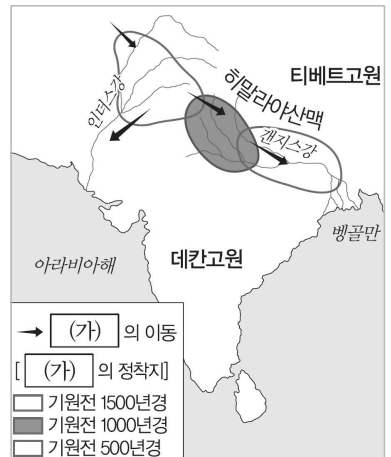 티베트고원
히말라야산맥
인더스강
갠지스강
벵골만
아라비아해
데칸고원
(가) 의 이동
[ (가) 의 정착지]
기원전 1500년경
기원전 1000년경
기원전 500년경